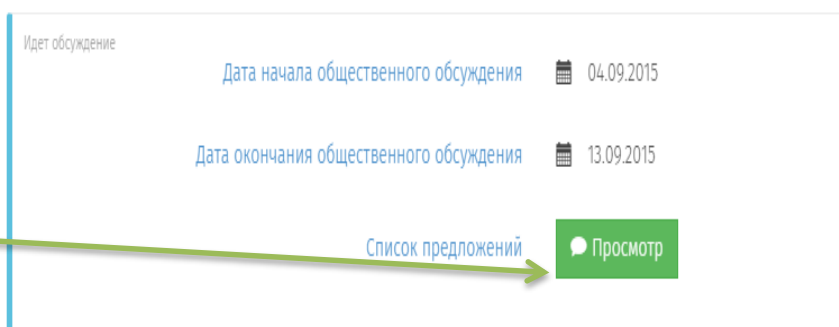 Идет обсуждение
Дата начала общественного обсуждения 04.09.2015
Дата окончания общественного обсуждения 13.09.2015
Список предложений Просмотр